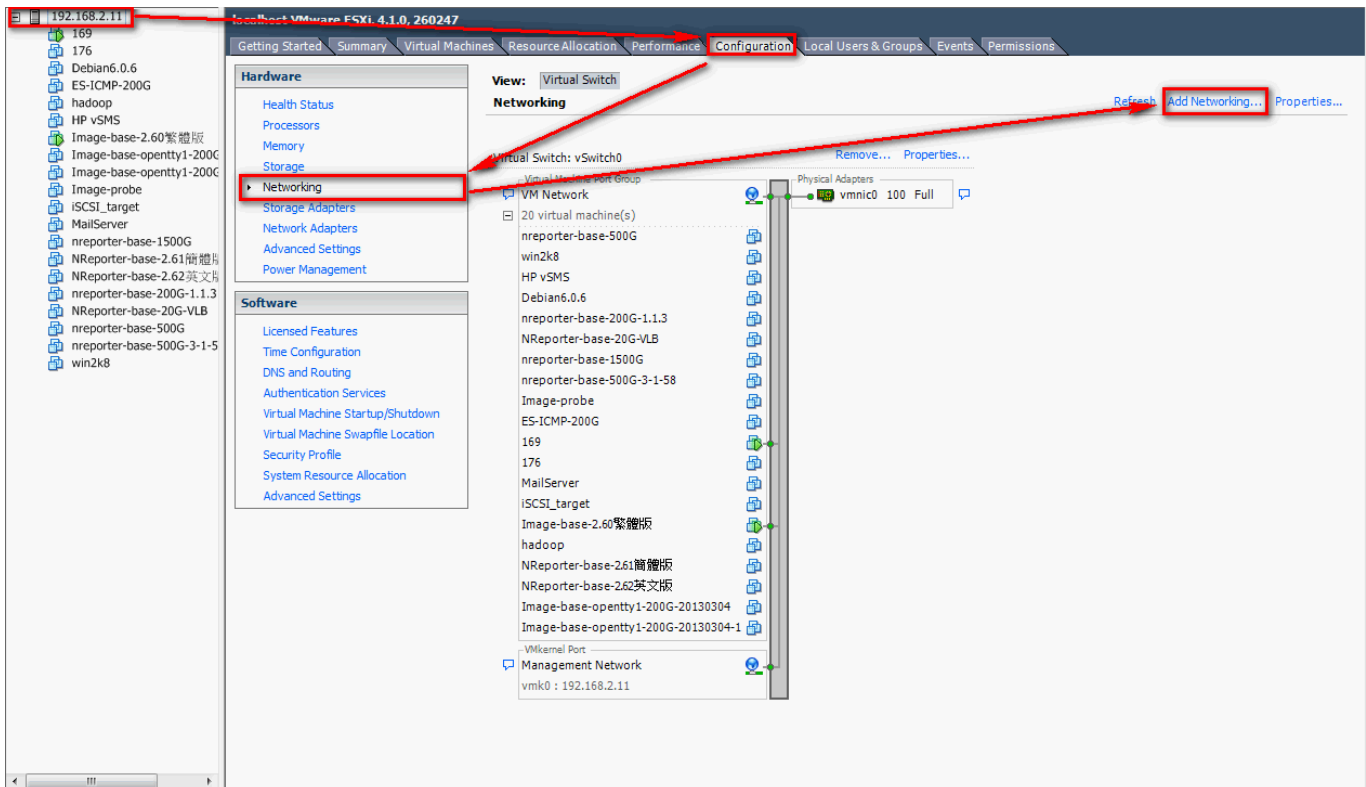 192.168.2.11
169
176
Debian6.0.6
ES-ICMP-200G
hadoop
HP vSMS
Image-base-2.60繁體版
Image-base-opentty1-200G
Image-base-opentty1-200G
Image-probe
iSCSI_target
MailServer
nreporter-base-1500G
NReporter-base-2.61簡體
NReporter-base-2.62英文版
nreporter-base-200G-1.1.3
NReporter-base-20G-VLB
nreporter-base-500G
nreporter-base-500G-3-1-5
win2k8
localhost VMware ESXi, 4.1.0, 260247
Getting Started Summary Virtual Machines Resource Allocation Performance Configuration Local Users & Groups Events Permissions
Hardware
Health Status
Processors
Memory
Storage
Networking
Storage Adapters
Network Adapters
Advanced Settings
Power Management
Software
Licensed Features
Time Configuration
DNS and Routing
Authentication Services
Virtual Machine Startup/Shutdown
Virtual Machine Swapfile Location
Security Profile
System Resource Allocation
Advanced Settings
View: Virtual Switch
Networking
Refresh Add Networking... Properties...
Virtual Switch: vSwitch0 Remove... Properties...
Virtual Machine Port Group
VM Network
Physical Adapters
vmnic0 100 Full
20 virtual machine(s)
nreporter-base-500G
win2k8
HP vSMS
Debian6.0.6
nreporter-base-200G-1.1.3
NReporter-base-20G-VLB
nreporter-base-1500G
nreporter-base-500G-3-1-58
Image-probe
ES-ICMP-200G
169
176
MailServer
iSCSI_target
Image-base-2.60繁體版
hadoop
NReporter-base-2.61簡體版
NReporter-base-2.62英文版
Image-base-opentty1-200G-20130304
Image-base-opentty1-200G-20130304-1
VMkernel Port
Management Network
vmk0 : 192.168.2.11